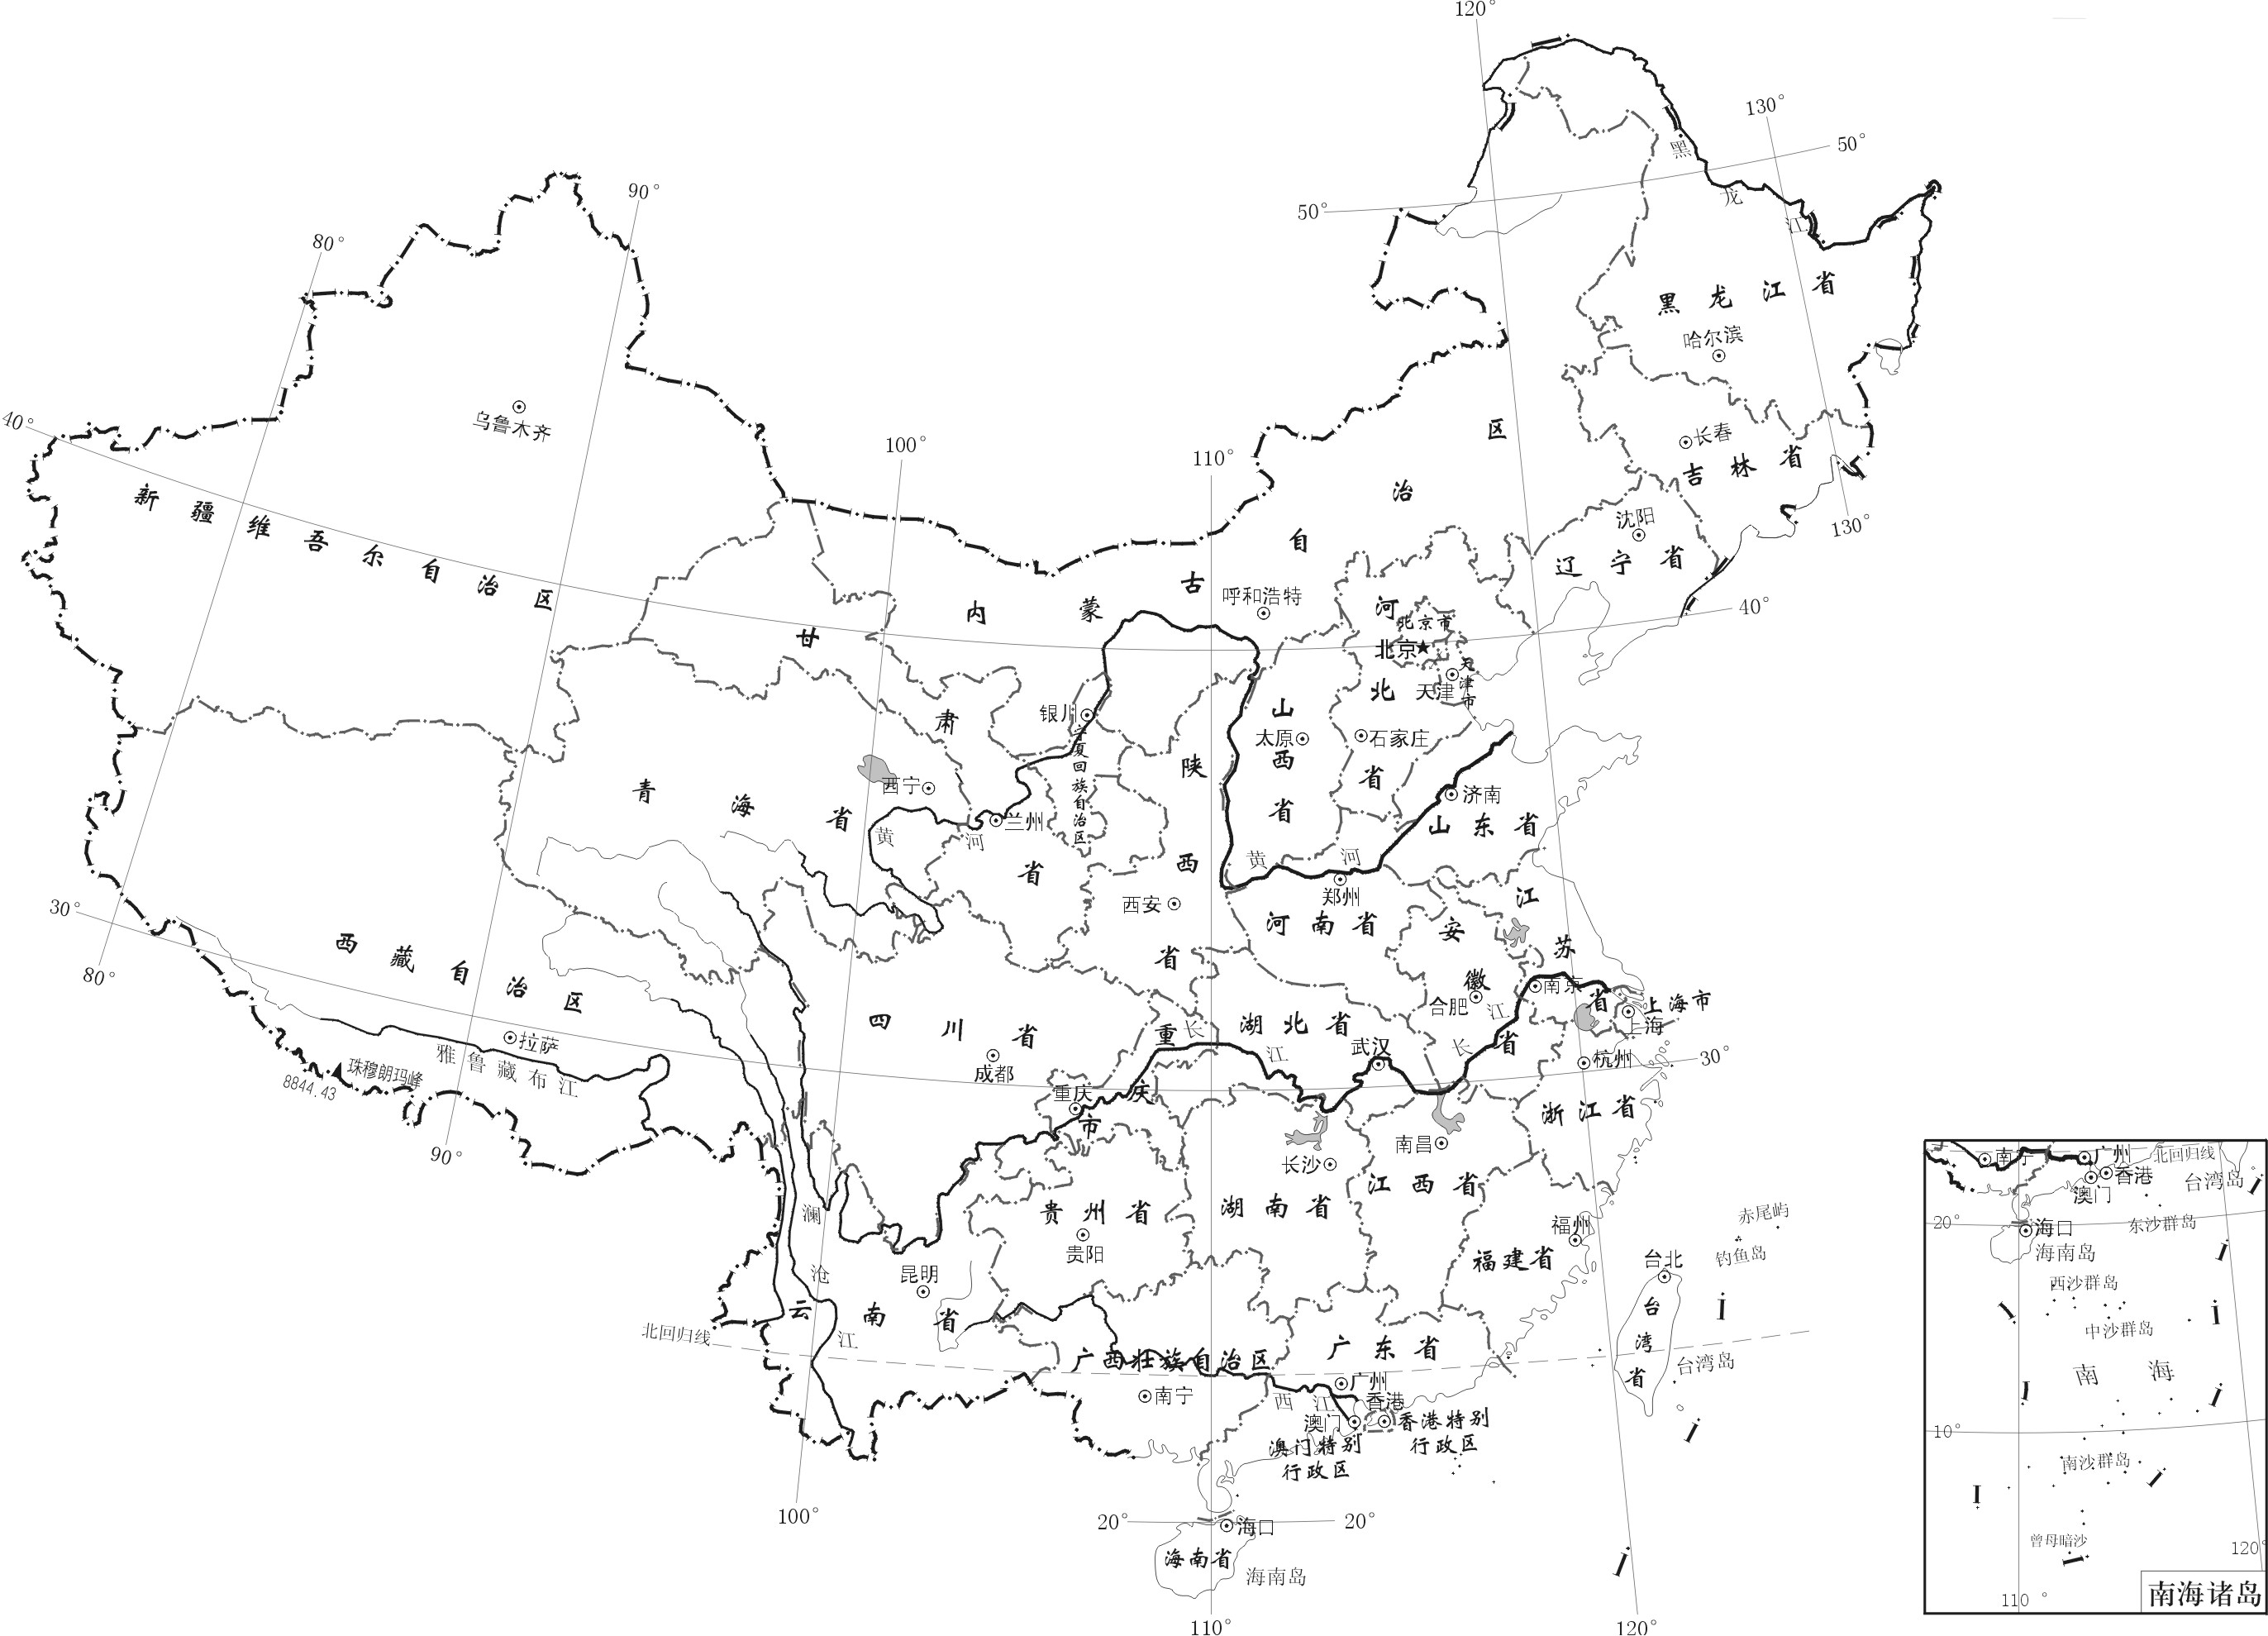 120°
130°
50°
90°
50°
80°
黑
龙
江
黑龙江省
哈尔滨
40°
乌鲁木齐
100°
110°
区
长春
吉林省
治
新疆维吾尔自治区
沈阳
130°
自
辽宁省
古
呼和浩特
内
蒙
河
北京市
40°
甘
北京
天津市
北
天津
银川
宁夏回族自治区
山
太原
石家庄
肃
西
陕
省
青
海
省
西宁
济南
省
山东省
兰州
黄
河
黄
河
省
西
郑州
江
西安
30°
河南省
安
西藏自治区
苏
省
80°
徽
南京
省
上海市
合肥
江
上海
四川省
重
长
湖北省
江
武汉
长
省
杭州
30°
拉萨
雅鲁藏布江
珠穆朗玛峰
8844.43
成都
重庆
庆
市
浙江省
90°
南昌
长沙
江西省
湖南省
贵州省
贵阳
澜
沧
江
福州
赤尾屿
钓鱼岛
福建省
台北
台
湾
省
昆明
云
南
省
北回归线
广西壮族自治区
广东省
台湾岛
南宁
广州
西
江
香港
澳门
香港特别
行政区
澳门特别
行政区
100°
20°
20°
海口
海南省
海南岛
110°
120°
南宁
广州
北回归线
香港
澳门
台湾岛
20°
海口
东沙群岛
海南岛
西沙群岛
中沙群岛
南海
10°
南沙群岛
曾母暗沙
120°
110°
南海诸岛